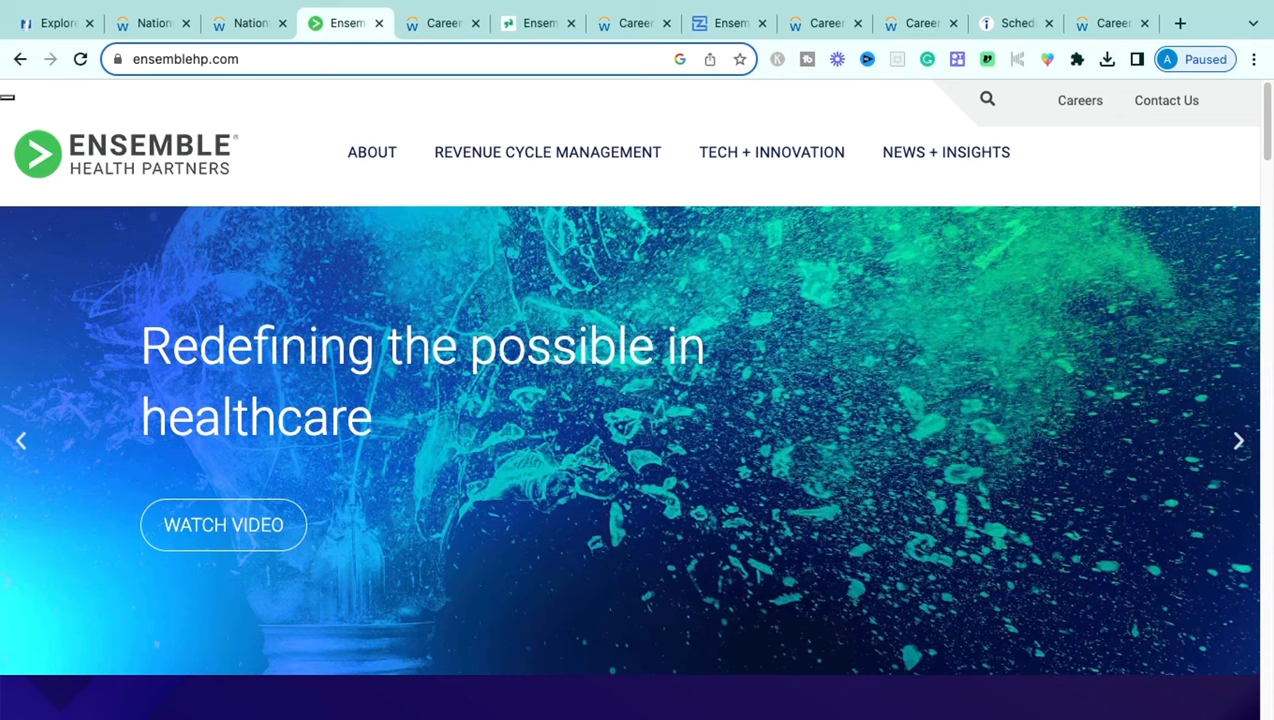 Explore
Nation
Nation
Ensem
Career
Ensem
Career
Ensem
Career
Career
Sched
Career
ensemblehp.com
A Paused
Careers
Contact Us
ENSEMBLE®
HEALTH PARTNERS
ABOUT
REVENUE CYCLE MANAGEMENT
TECH + INNOVATION
NEWS + INSIGHTS
Redefining the possible in
healthcare
WATCH VIDEO